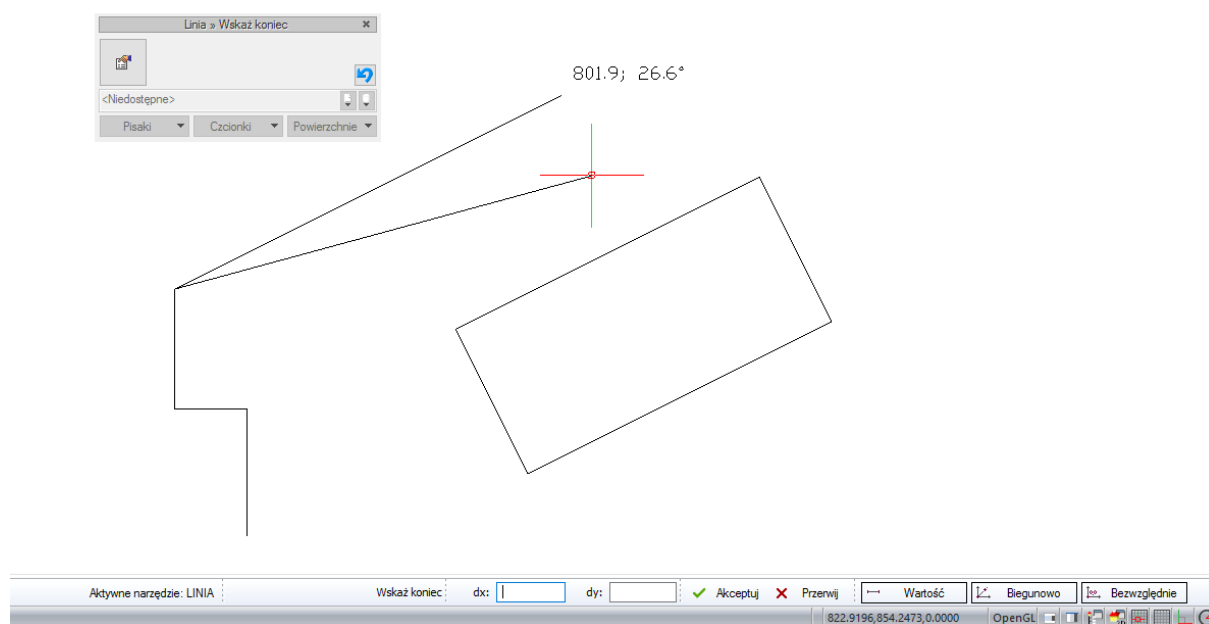 Linia » Wskaż koniec
801.9; 26.6°
<Niedostępne>
Pisaki Czcionki Powierzchnie
Aktywne narzędzie: LINIA Wskaż koniec dx: dy: Akceptuj Przerwij Wartość Biegunowo Bezwzględnie
822.9196,854.2473,0.0000 OpenGL